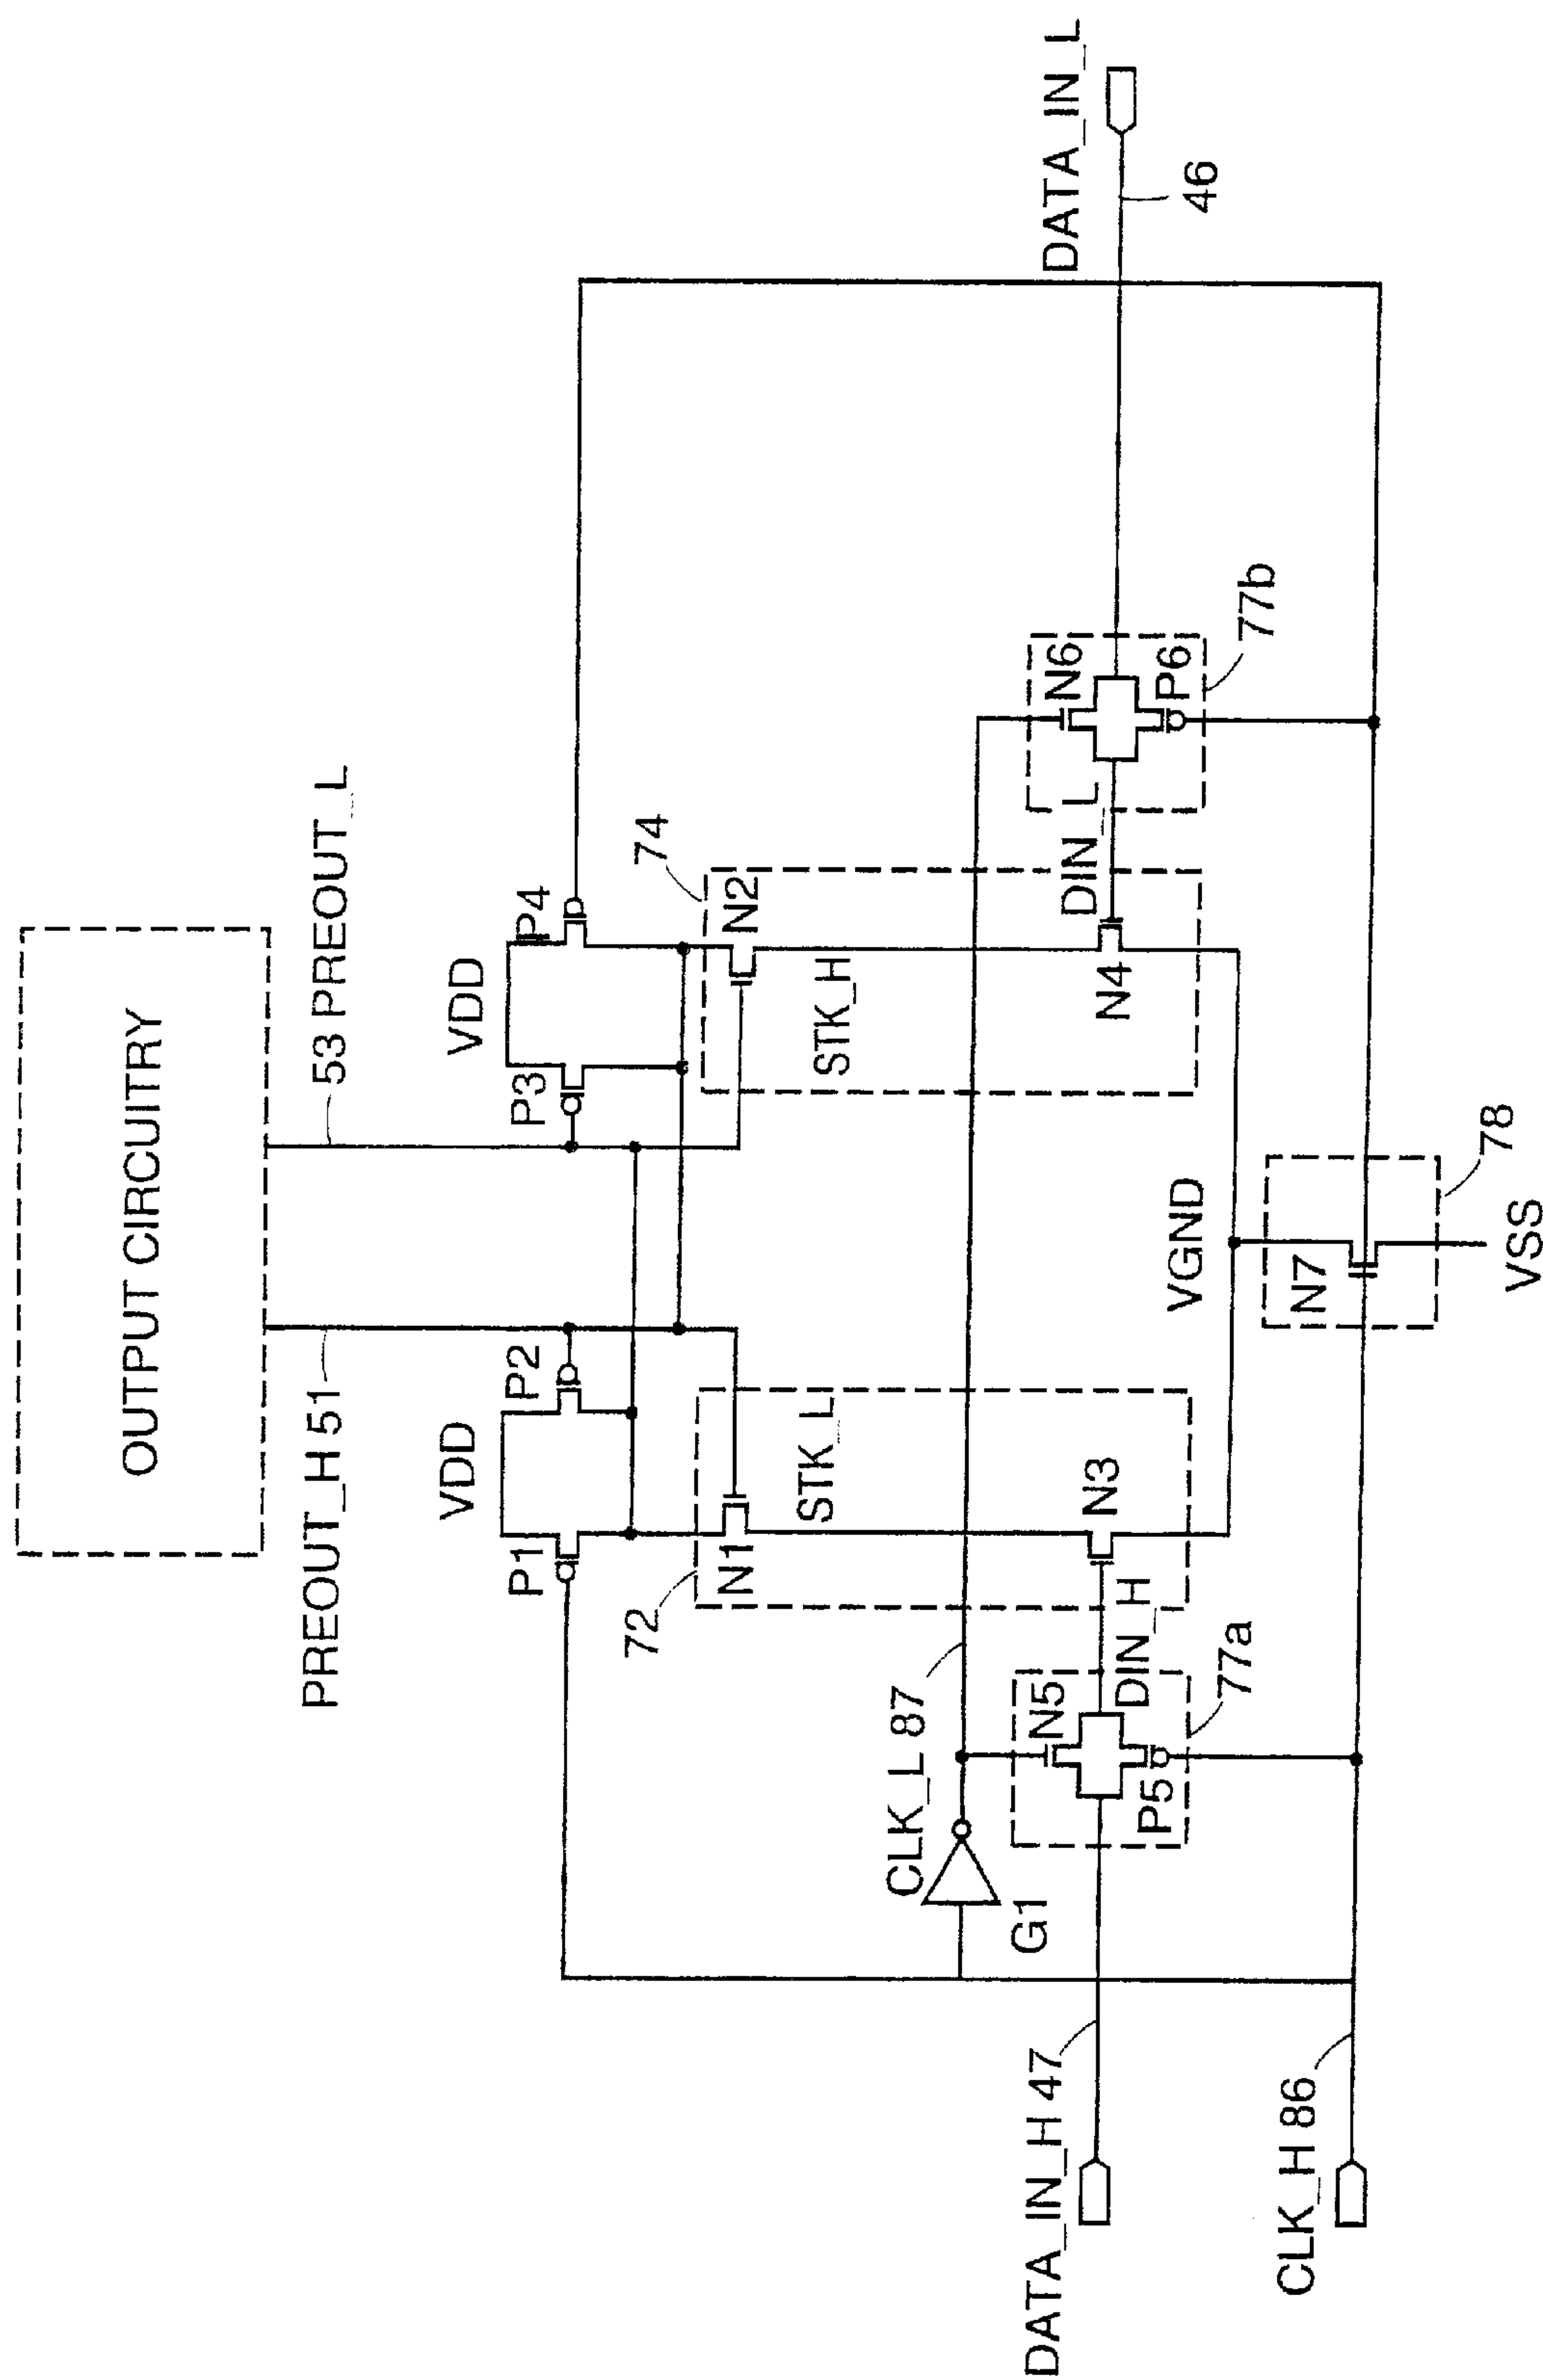 OUTPUT CIRCUITRY
PREOUT_H 51
53 PREOUT_L
VDD
VDD
P1
P2
P3
P4
72
N1
STK_L
74
N2
STK_H
CLK_L 87
G1
N5
P5
77a
DIN_H
N3
VGND
N4
DIN_L
N6
P6
77b
DATA_IN_L
46
DATA_IN_H 47
CLK_H 86
N7
78
VSS